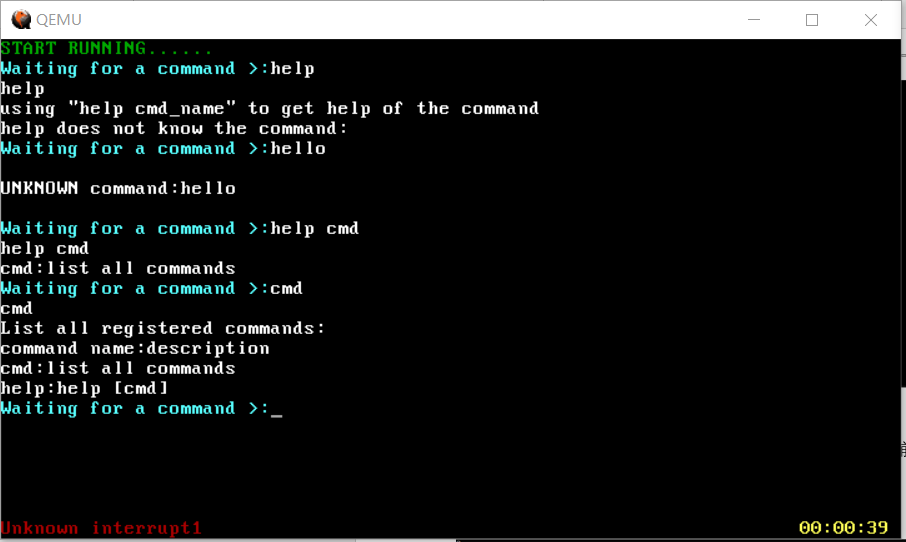 QEMU
START RUNNING......
Waiting for a command >:help
help
using "help cmd_name" to get help of the command
help does not know the command:
Waiting for a command >:hello
UNKNOWN command:hello
Waiting for a command >:help cmd
help cmd
cmd:list all commands
Waiting for a command >:cmd
cmd
List all registered commands:
command name:description
cmd:list all commands
help:help [cmd]
Waiting for a command >:_
Unknown interrupt1 00:00:39